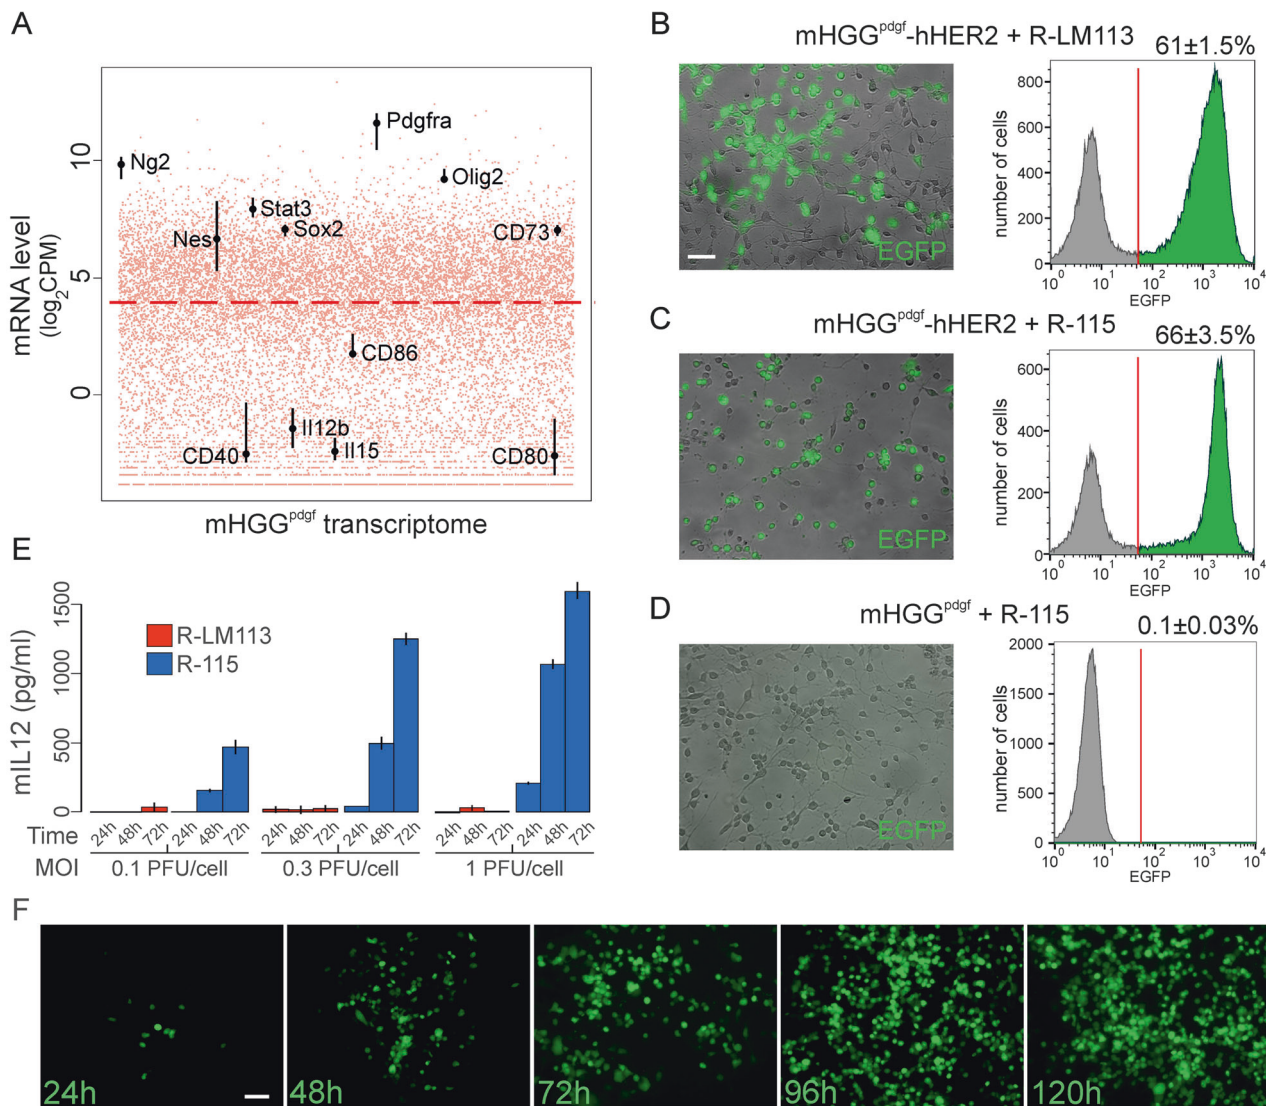 A
mRNA level
(log2CPM)
10
5
0
Ng2
Pdgfra
Olig2
Stat3
Sox2
Nes
CD73
CD86
Il12b
Il15
CD40
CD80
mHGGpdgf transcriptome
B
mHGGpdgf-hHER2 + R-LM113
61±1.5%
EGFP
number of cells
800
600
400
200
0
10^0 10^1 10^2 10^3 10^4
EGFP
C
mHGGpdgf-hHER2 + R-115
66±3.5%
EGFP
number of cells
600
400
200
0
10^0 10^1 10^2 10^3 10^4
EGFP
D
mHGGpdgf + R-115
0.1±0.03%
EGFP
number of cells
2000
1500
1000
500
0
10^0 10^1 10^2 10^3 10^4
EGFP
E
mIL12 (pg/ml)
1500
1000
500
0
R-LM113
R-115
Time 24h 48h 72h 24h 48h 72h 24h 48h 72h 24h 48h 72h 24h 48h 72h 24h 48h 72h
MOI 0.1 PFU/cell 0.3 PFU/cell 1 PFU/cell
F
24h 48h 72h 96h 120h